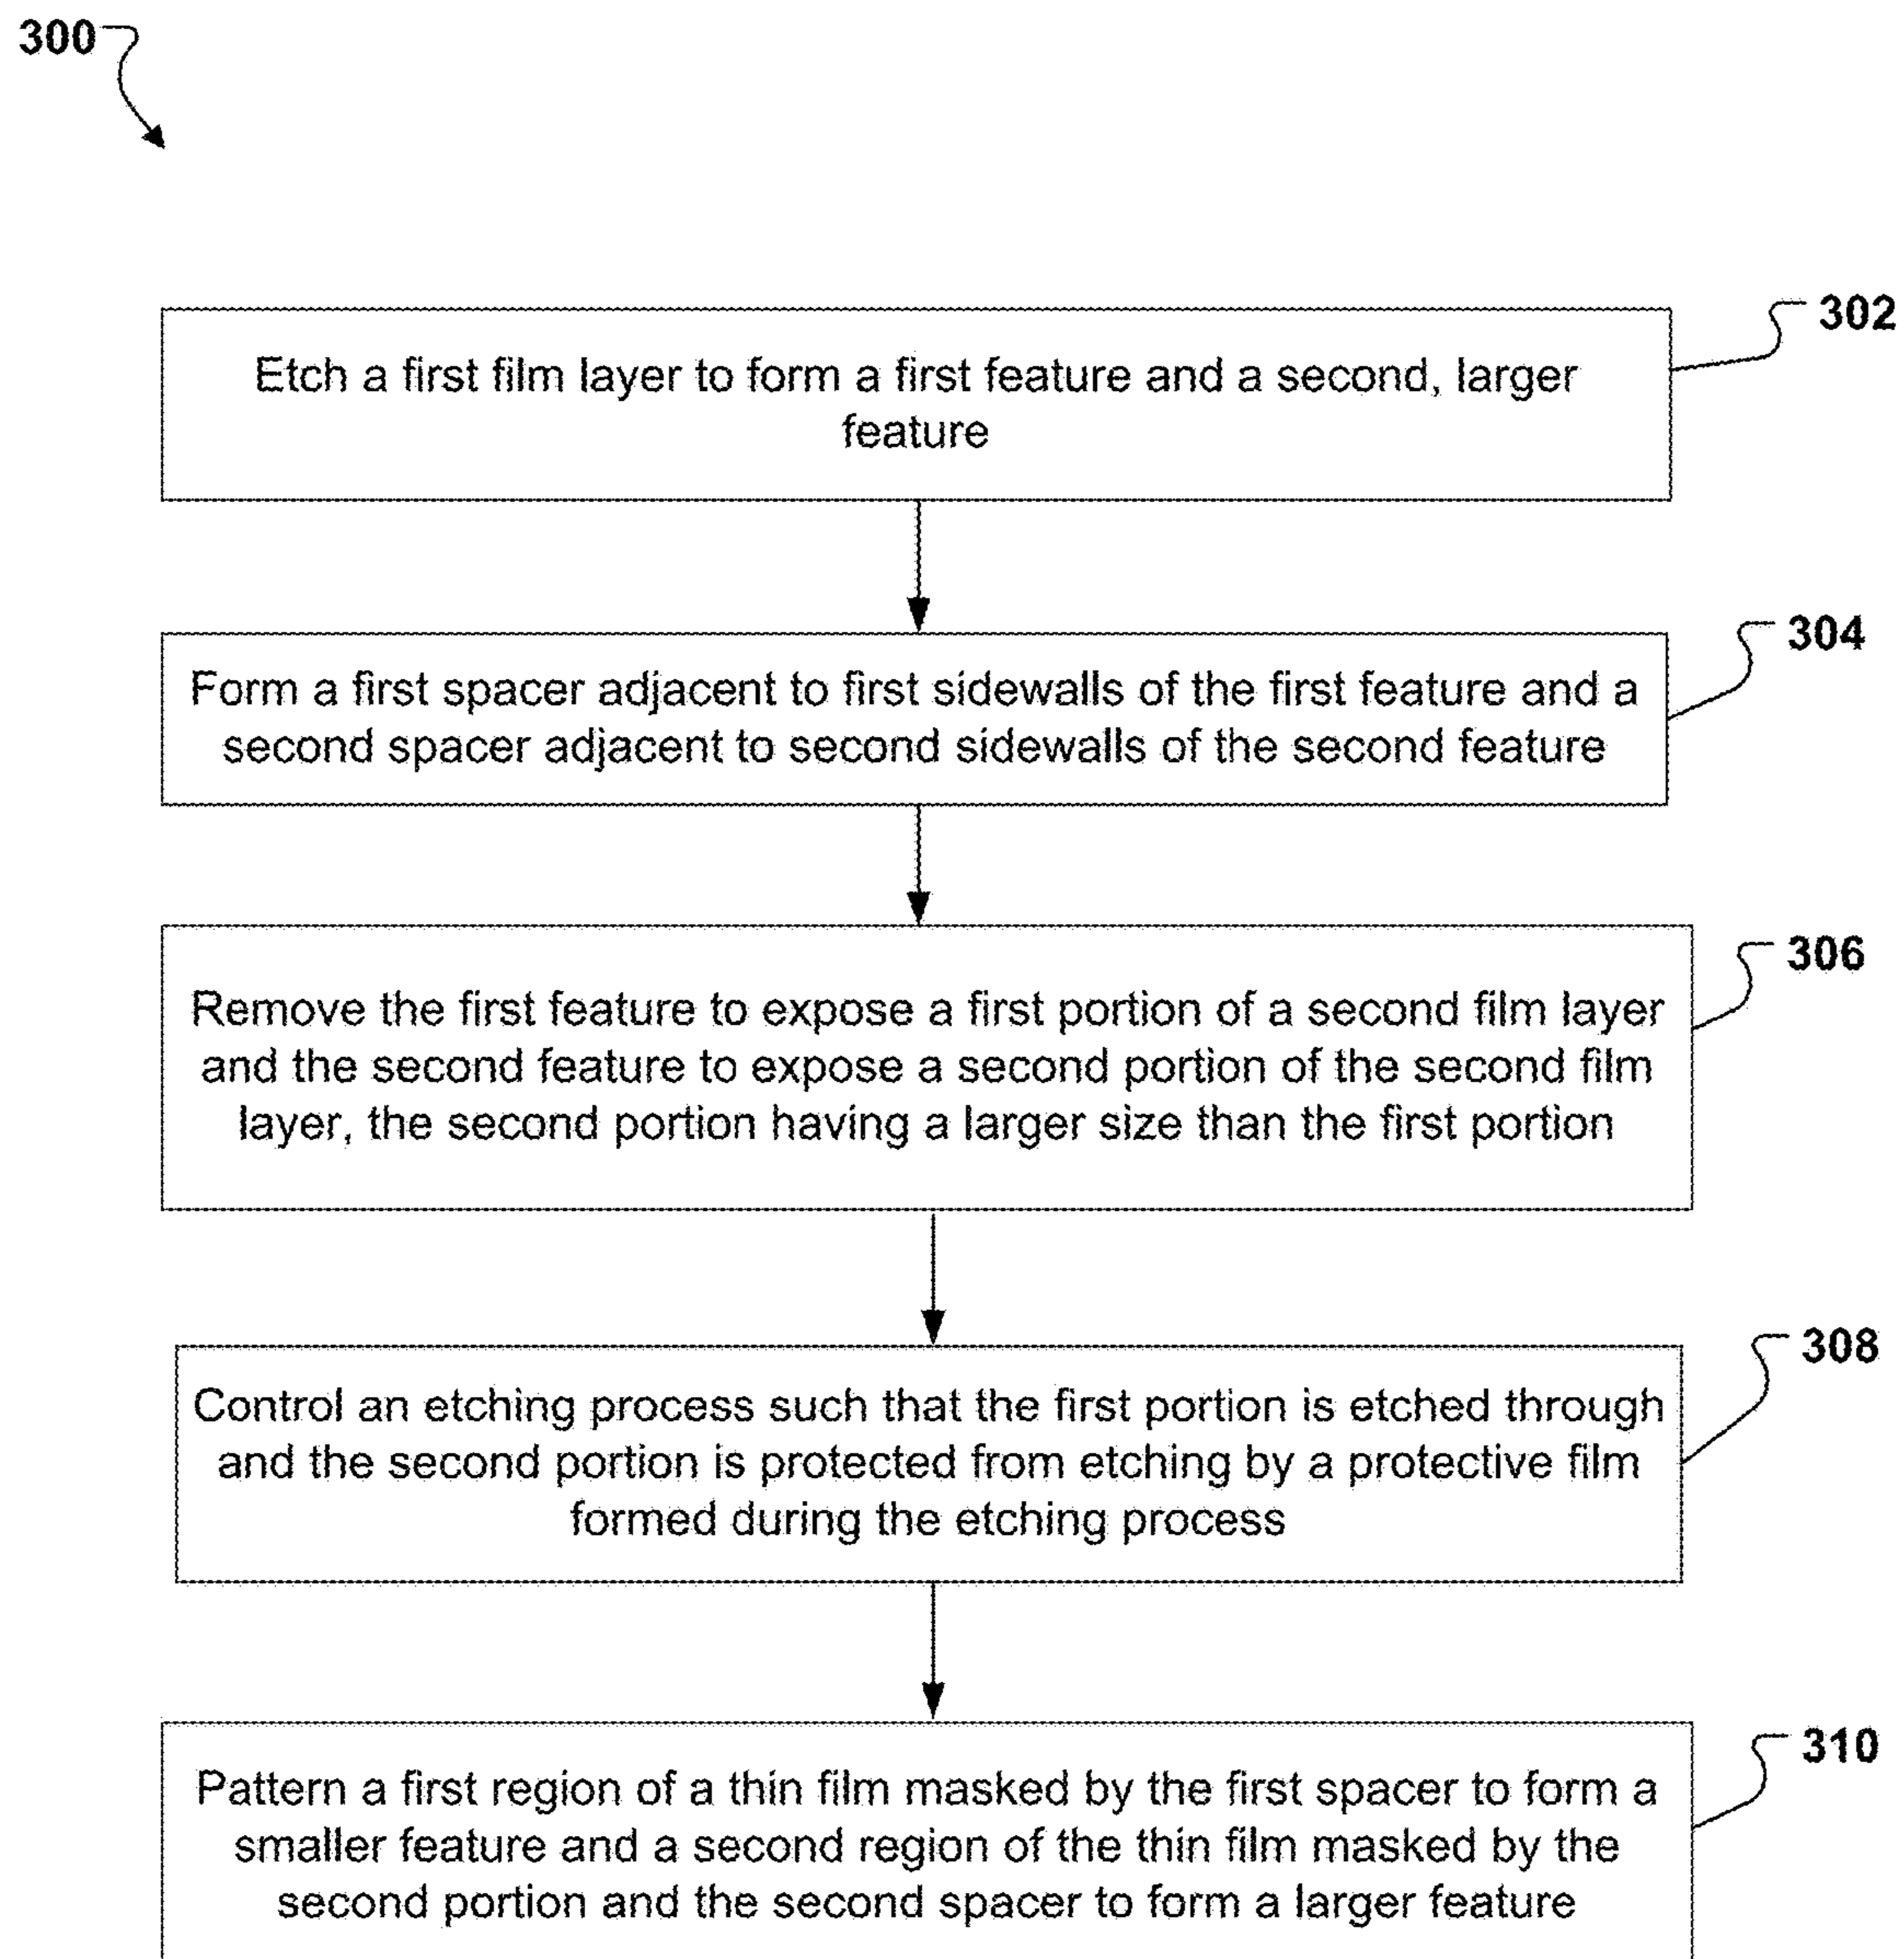 300
302
Etch a first film layer to form a first feature and a second, larger
feature
304
Form a first spacer adjacent to first sidewalls of the first feature and a
second spacer adjacent to second sidewalls of the second feature
306
Remove the first feature to expose a first portion of a second film layer
and the second feature to expose a second portion of the second film
layer, the second portion having a larger size than the first portion
308
Control an etching process such that the first portion is etched through
and the second portion is protected from etching by a protective film
formed during the etching process
310
Pattern a first region of a thin film masked by the first spacer to form a
smaller feature and a second region of the thin film masked by the
second portion and the second spacer to form a larger feature